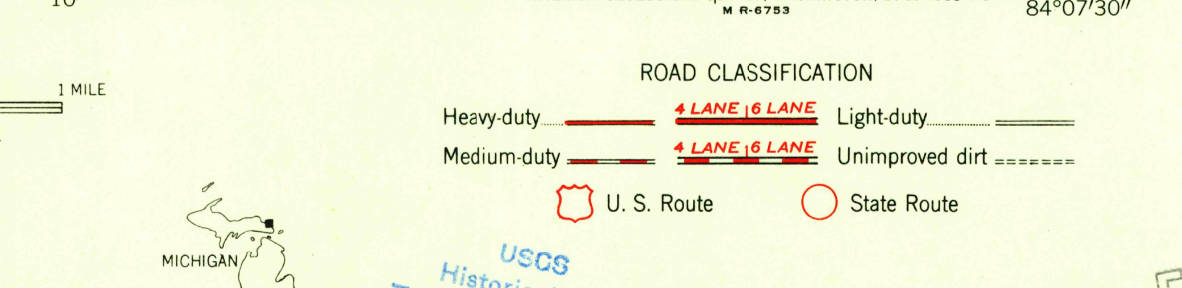 10'
M R-6753
84°07'30"
1 MILE
ROAD CLASSIFICATION
Heavy-duty
4 LANE 6 LANE
Light-duty
Medium-duty
4 LANE 6 LANE
Unimproved dirt
U. S. Route
State Route
MICHIGAN
USGS